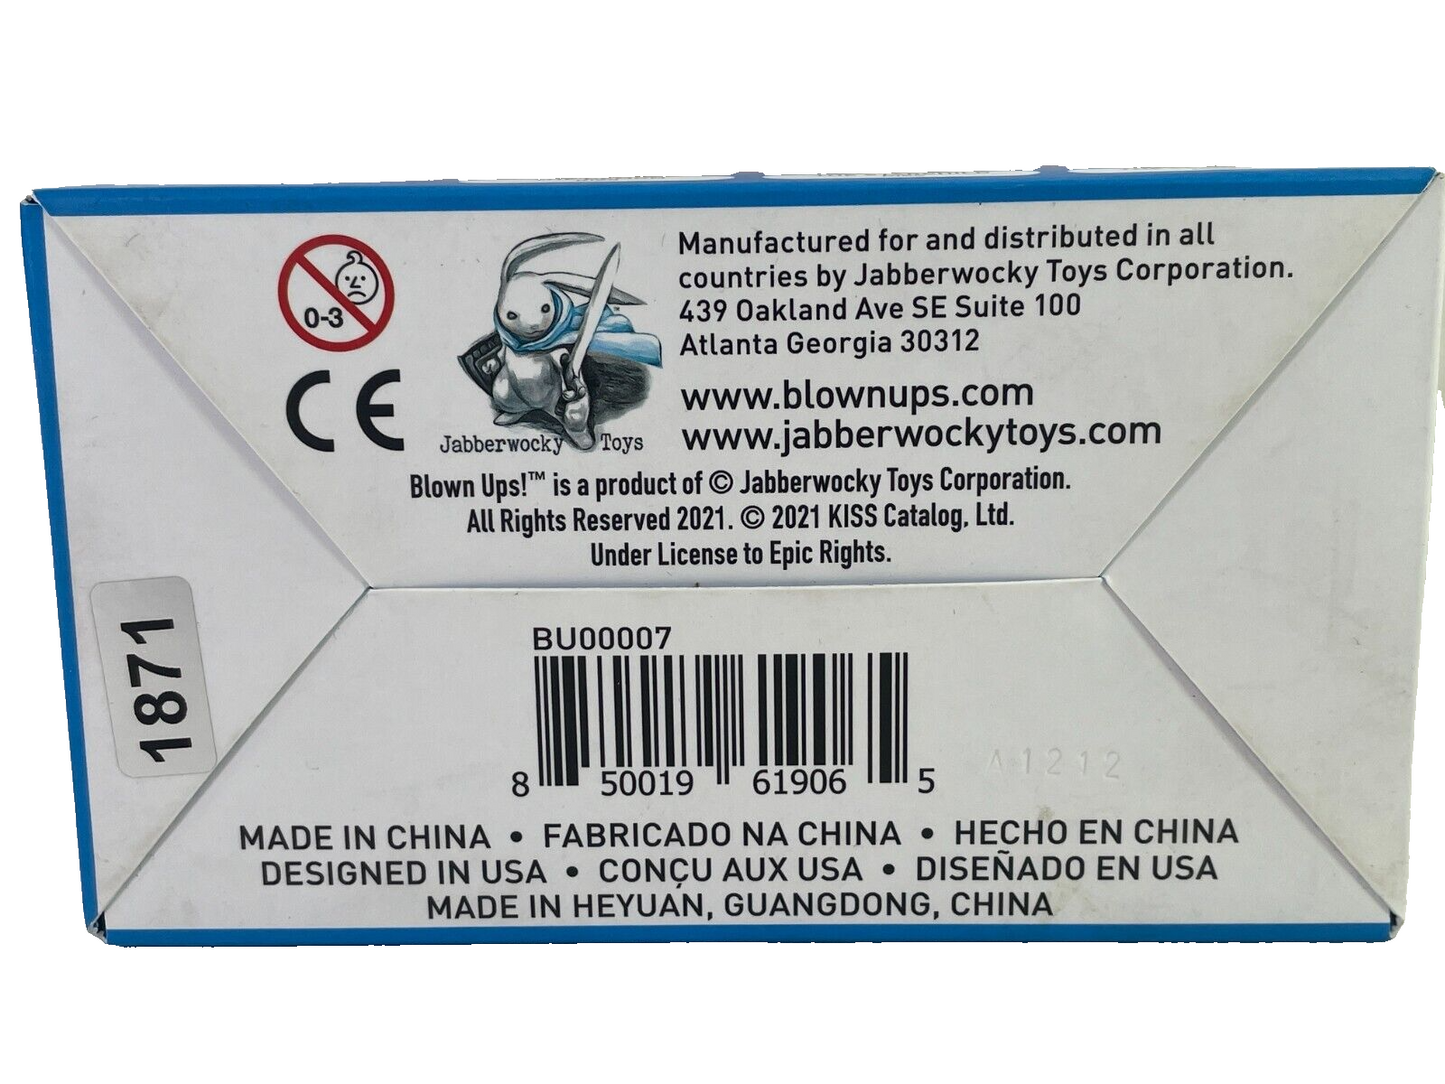 0-3
CE
Jabberwocky Toys
Manufactured for and distributed in all
countries by Jabberwocky Toys Corporation.
439 Oakland Ave SE Suite 100
Atlanta Georgia 30312
www.blownups.com
www.jabberwockytoys.com
Blown Ups!™ is a product of © Jabberwocky Toys Corporation.
All Rights Reserved 2021. © 2021 KISS Catalog, Ltd.
Under License to Epic Rights.
1871
BU00007
8 50019 61906 5
A1212
MADE IN CHINA • FABRICADO NA CHINA • HECHO EN CHINA
DESIGNED IN USA • CONÇU AUX USA • DISEÑADO EN USA
MADE IN HEYUAN, GUANGDONG, CHINA